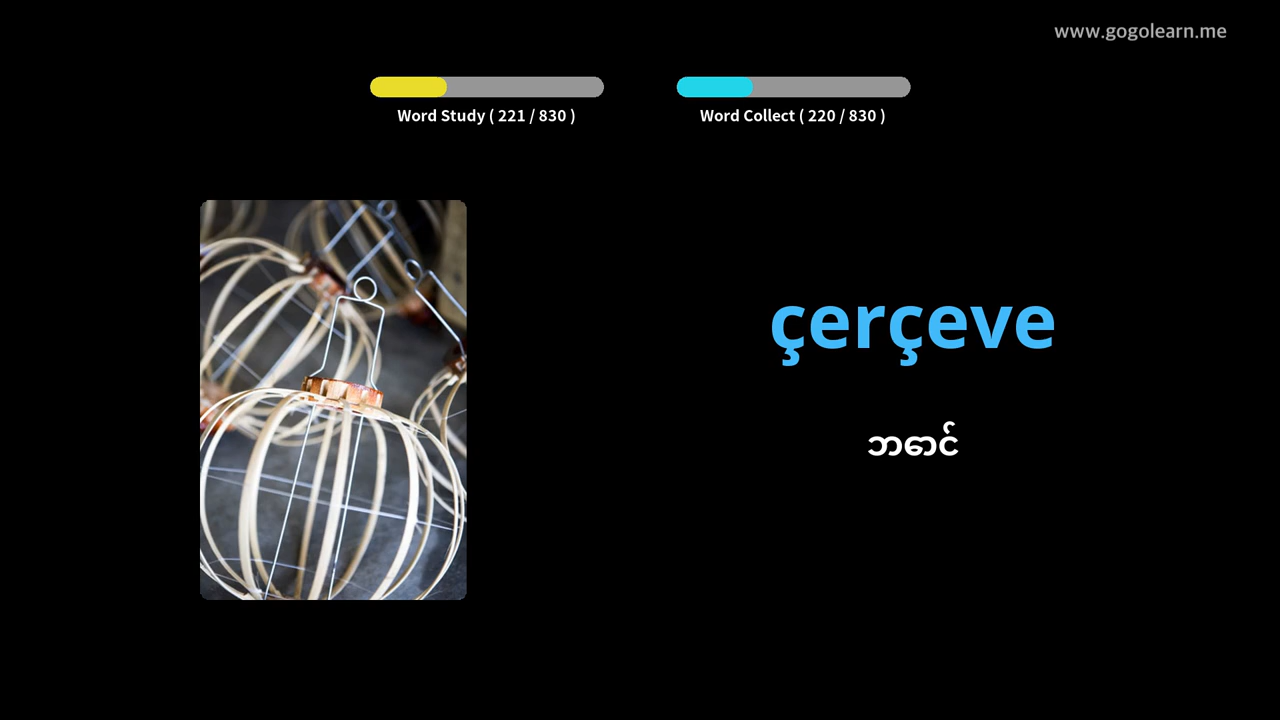 www.gogolearn.me
Word Study ( 221 / 830 )
Word Collect ( 220 / 830 )
çerçeve
ဘောင်